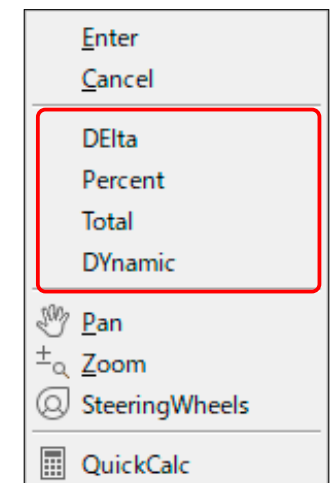 Enter
Cancel
DElta
Percent
Total
DYnamic
Pan
Zoom
SteeringWheels
QuickCalc